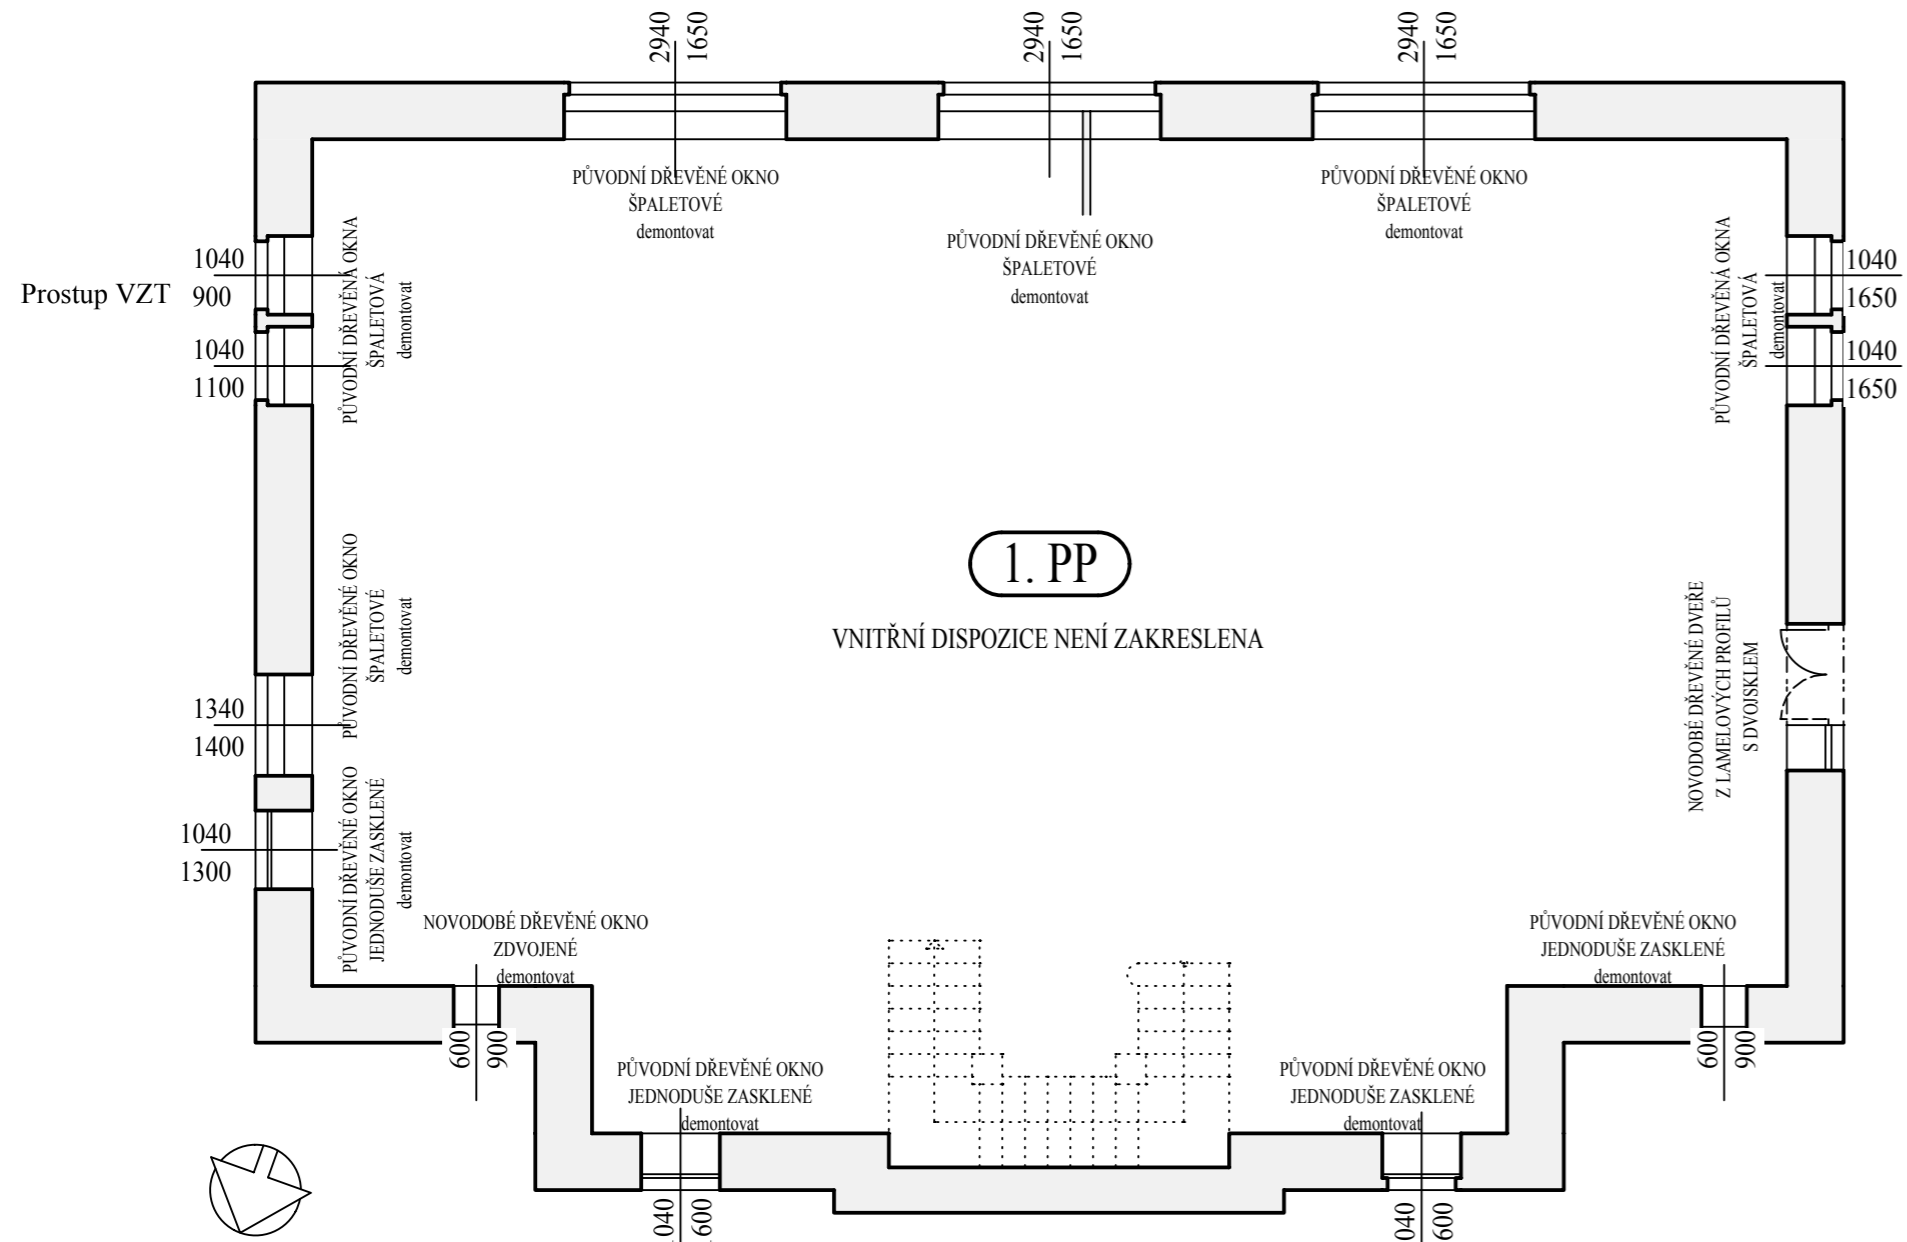 2940
1650
2940
1650
2940
1650
PŮVODNÍ DŘEVĚNÉ OKNO
ŠPALETOVÉ
demontovat
PŮVODNÍ DŘEVĚNÉ OKNO
ŠPALETOVÉ
demontovat
PŮVODNÍ DŘEVĚNÉ OKNO
ŠPALETOVÉ
demontovat
Prostup VZT
1040
900
1040
1100
PŮVODNÍ DŘEVĚNÁ OKNA
ŠPALETOVÁ
demontovat
PŮVODNÍ DŘEVĚNÁ OKNA
ŠPALETOVÁ
demontovat
1040
1650
1040
1650
1. PP
VNITŘNÍ DISPOZICE NENÍ ZAKRESLENA
1340
1400
PŮVODNÍ DŘEVĚNÉ OKNO
ŠPALETOVÉ
demontovat
NOVODOBÉ DŘEVĚNÉ DVEŘE
Z LAMELOVÝCH PROFILŮ
S DVOJSKLEM
1040
1300
PŮVODNÍ DŘEVĚNÉ OKNO
JEDNODUŠE ZASKLENÉ
demontovat
NOVODOBÉ DŘEVĚNÉ OKNO
ZDVOJENÉ
demontovat
600
900
PŮVODNÍ DŘEVĚNÉ OKNO
JEDNODUŠE ZASKLENÉ
demontovat
600
900
PŮVODNÍ DŘEVĚNÉ OKNO
JEDNODUŠE ZASKLENÉ
demontovat
040
600
PŮVODNÍ DŘEVĚNÉ OKNO
JEDNODUŠE ZASKLENÉ
demontovat
040
600